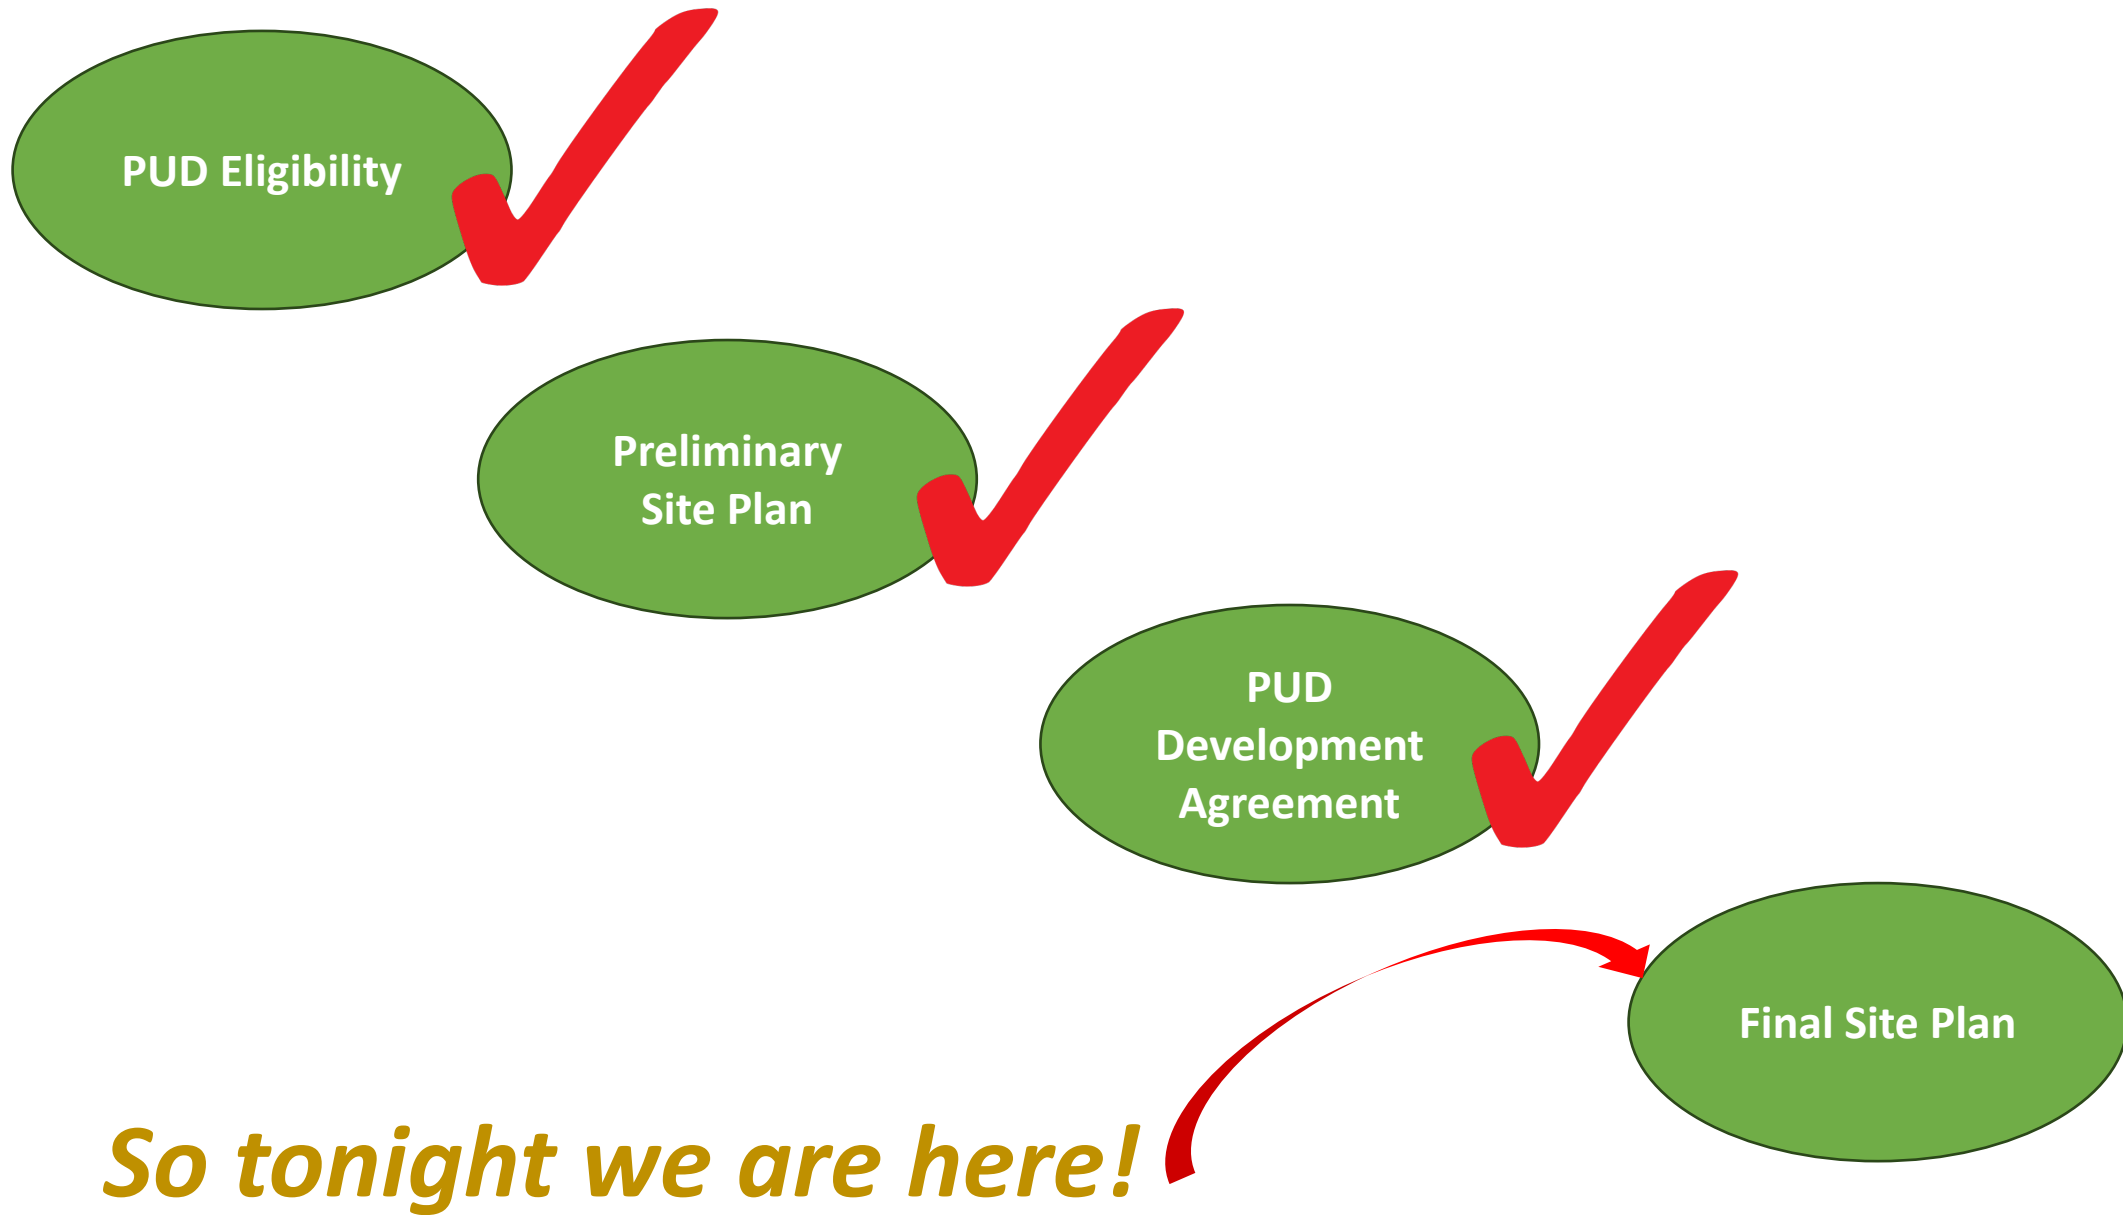 PUD Eligibility
Preliminary
Site Plan
PUD
Development
Agreement
Final Site Plan
So tonight we are here!